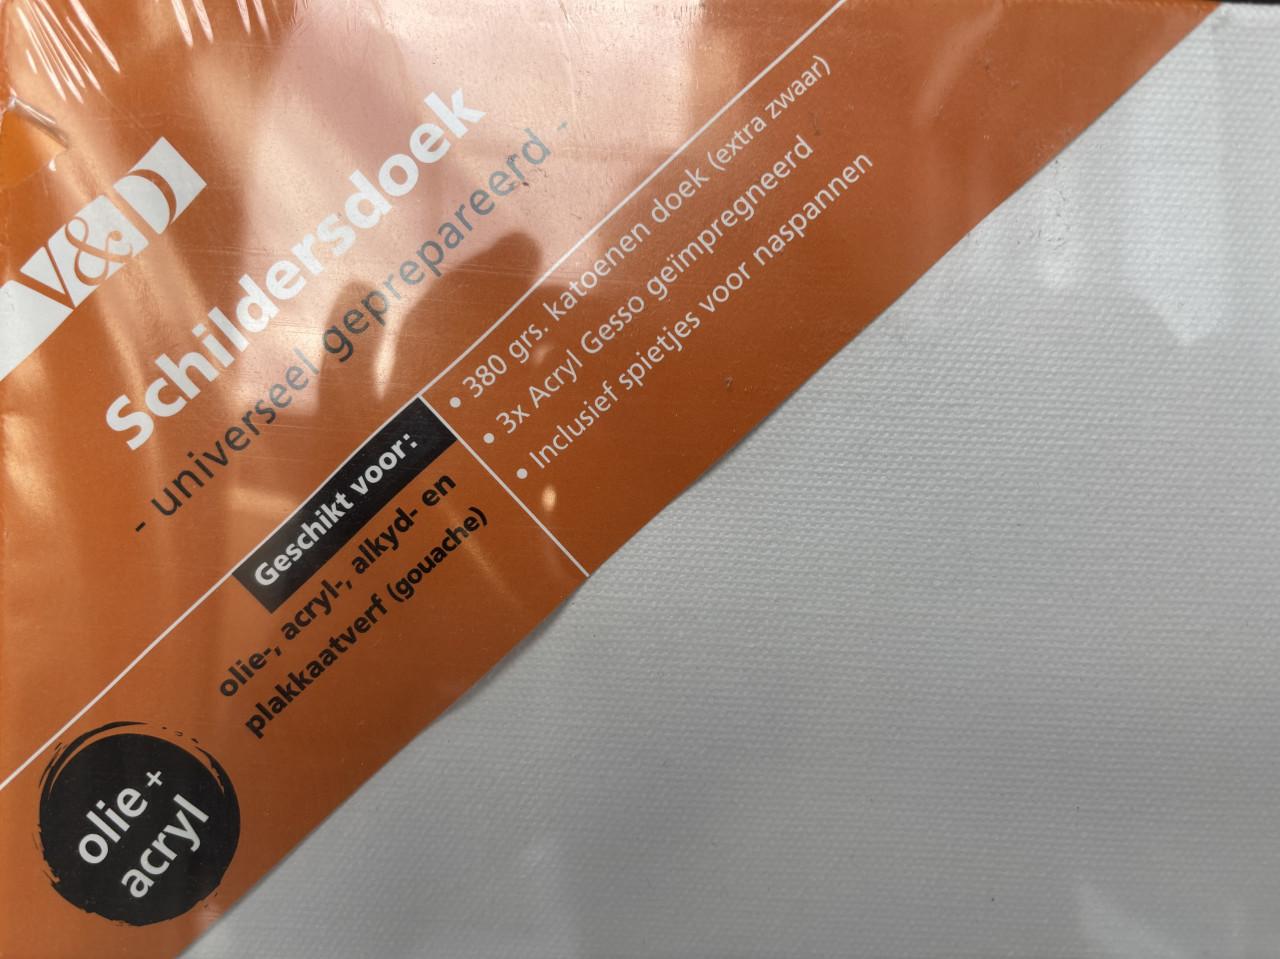 V&D
Schildersdoek
- universeel geprepareerd -
• 380 grs. katoenen doek (extra zwaar)
• 3x Acryl Gesso geïmpregneerd
• Inclusief spietjes voor naspannen
Geschikt voor:
olie-, acryl-, alkyd- en
plakkaatverf (gouache)
olie +
acryl